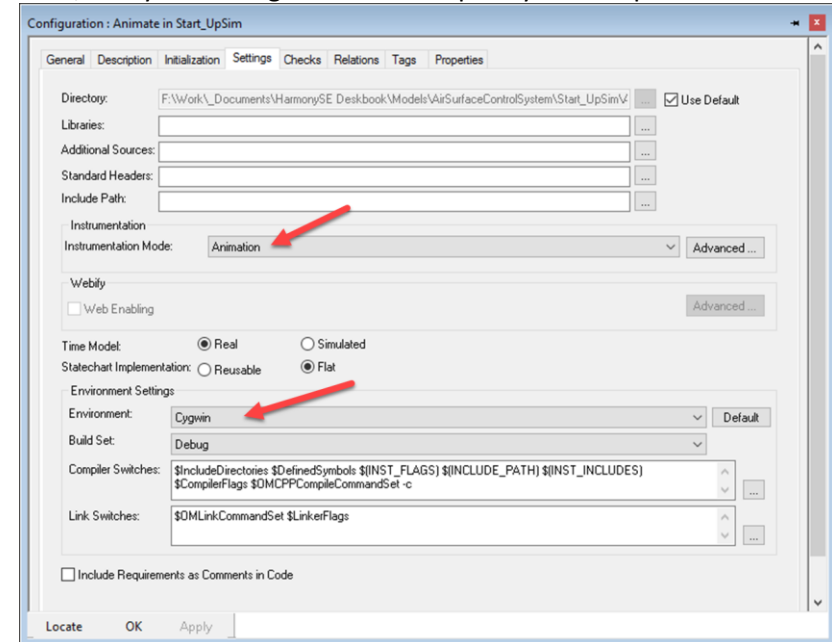 Configuration : Animate in Start_UpSim
General Description Initialization Settings Checks Relations Tags Properties
Directory: F:\Work\_Documents\HarmonySE Deskbook\Models\AirSurfaceControlSystem\Start_UpSim\ ... Use Default
Libraries: ...
Additional Sources: ...
Standard Headers: ...
Include Path: ...
Instrumentation
Instrumentation Mode: Animation Advanced ...
Webify
Web Enabling Advanced ...
Time Model: Real Simulated
Statechart Implementation: Reusable Flat
Environment Settings
Environment: Cygwin Default
Build Set: Debug
Compiler Switches: $IncludeDirectories $DefinedSymbols $(INST_FLAGS) $(INCLUDE_PATH) $(INST_INCLUDES)
$CompilerFlags $OMCPPCompileCommandSet -c ...
Link Switches: $OMLinkCommandSet $LinkerFlags
...
Include Requirements as Comments in Code
Locate OK Apply